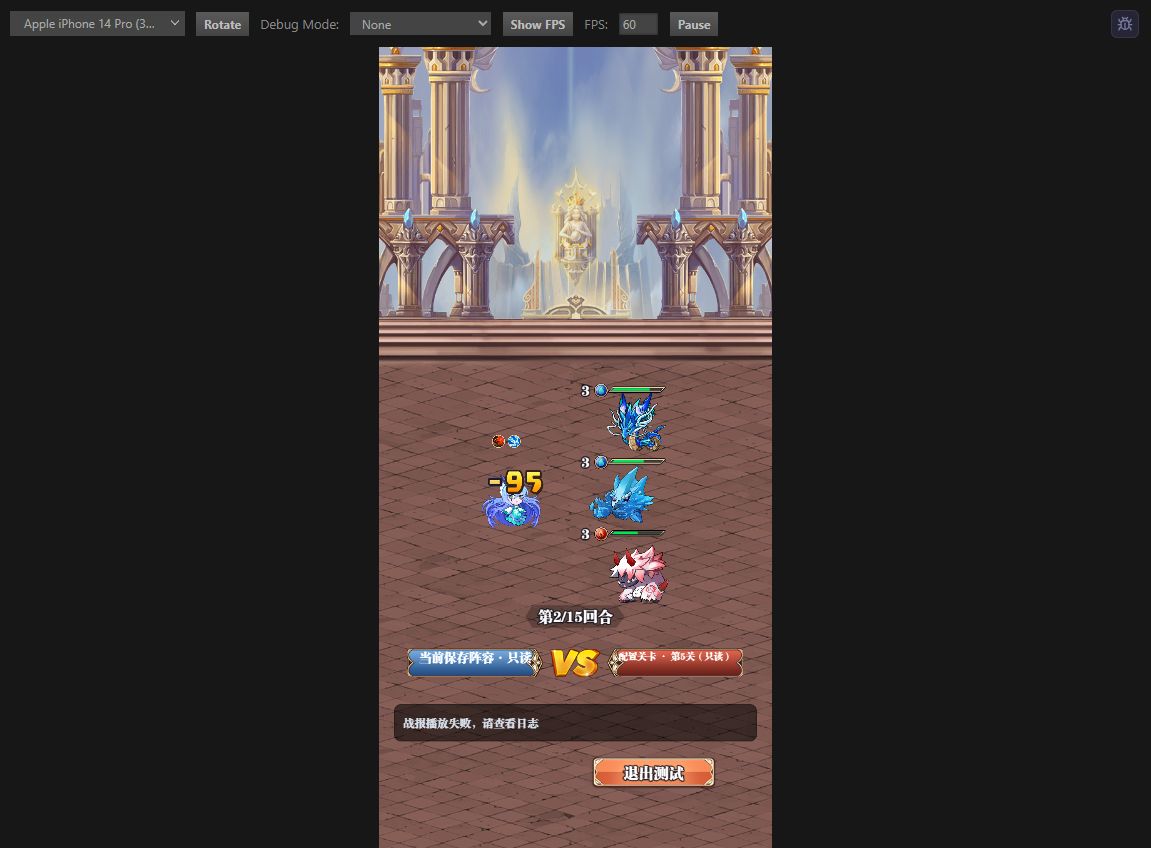 Apple iPhone 14 Pro (3...
Rotate
Debug Mode:
None
Show FPS
FPS:
60
Pause
3
3
-95
3
第2/15回合
当前保存阵容·只读
VS
配置关卡 · 第5关（只读）
战报播放失败，请查看日志
退出测试